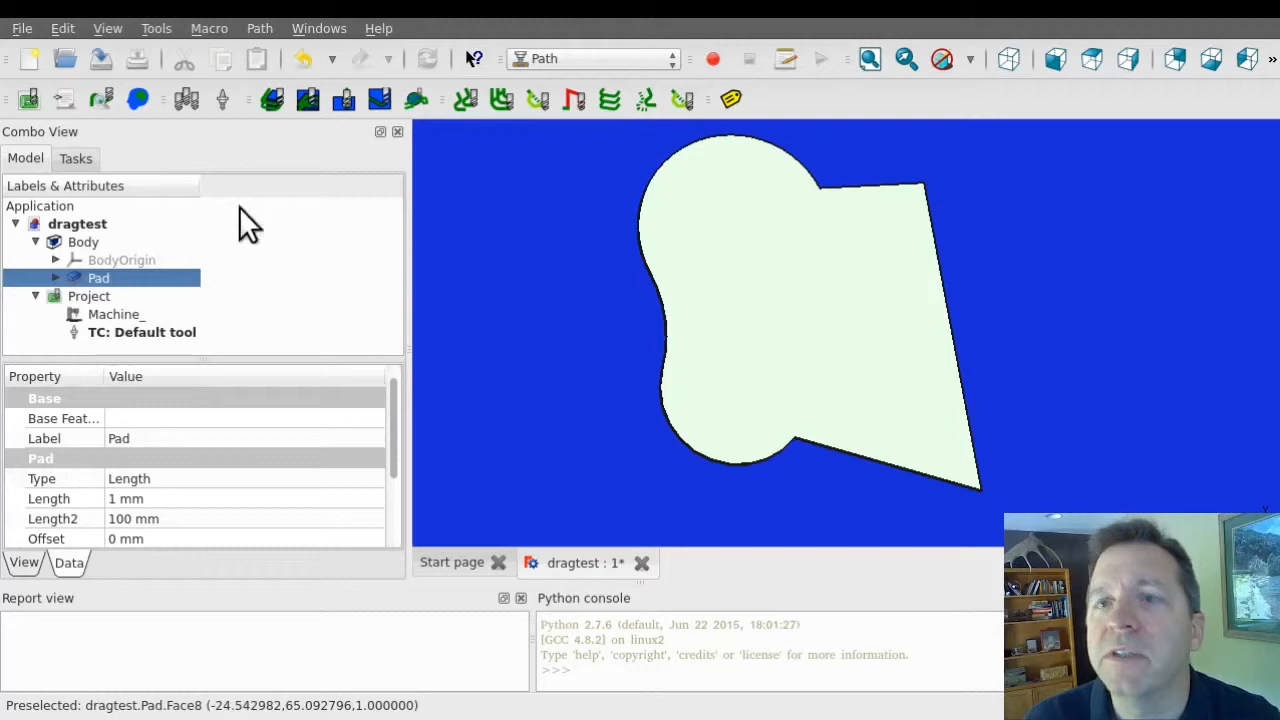 File Edit View Tools Macro Path Windows Help
Path
»
Combo View
Model Tasks
Labels & Attributes
Application
dragtest
Body
BodyOrigin
Pad
Project
Machine_
TC: Default tool
Property Value
Base
Base Feat...
Label Pad
Pad
Type Length
Length 1 mm
Length2 100 mm
Offset 0 mm
View Data
Start page dragtest : 1*
Report view
Python console
Python 2.7.6 (default, Jun 22 2015, 18:01:27)
[GCC 4.8.2] on linux2
Type 'help', 'copyright', 'credits' or 'license' for more information.
>>>
Y
Preselected: dragtest.Pad.Face8 (-24.542982,65.092796,1.000000)